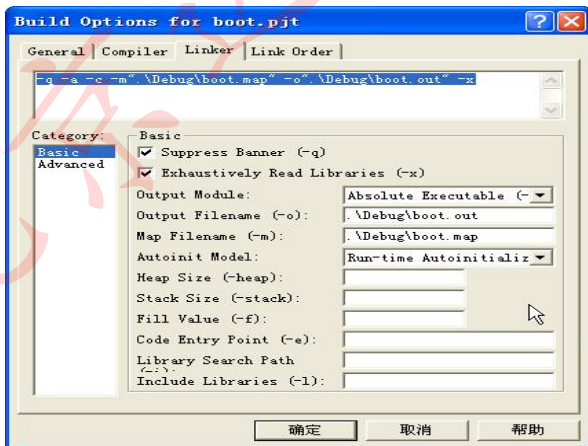 Build Options for boot.pjt
General Compiler Linker Link Order
-q -a -c -m".\Debug\boot.map" -o".\Debug\boot.out" -x
Category:
Basic
Advanced
Basic
Suppress Banner (-q)
Exhaustively Read Libraries (-x)
Output Module: Absolute Executable (-
Output Filename (-o): .\Debug\boot.out
Map Filename (-m): .\Debug\boot.map
Autoinit Model: Run-time Autoinitializ
Heap Size (-heap):
Stack Size (-stack):
Fill Value (-f):
Code Entry Point (-e):
Library Search Path
Include Libraries (-l):
确定 取消 帮助